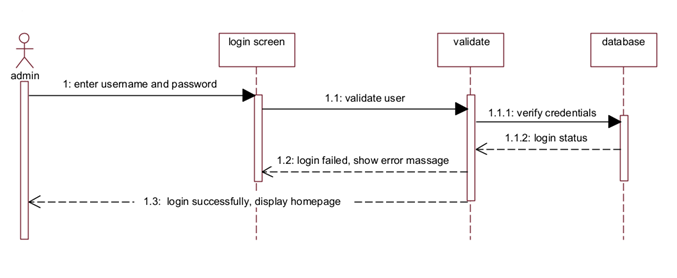 login screen
validate
database
admin
1: enter username and password
1.1: validate user
1.1.1: verify credentials
1.1.2: login status
1.2: login failed, show error massage
1.3: login successfully, display homepage